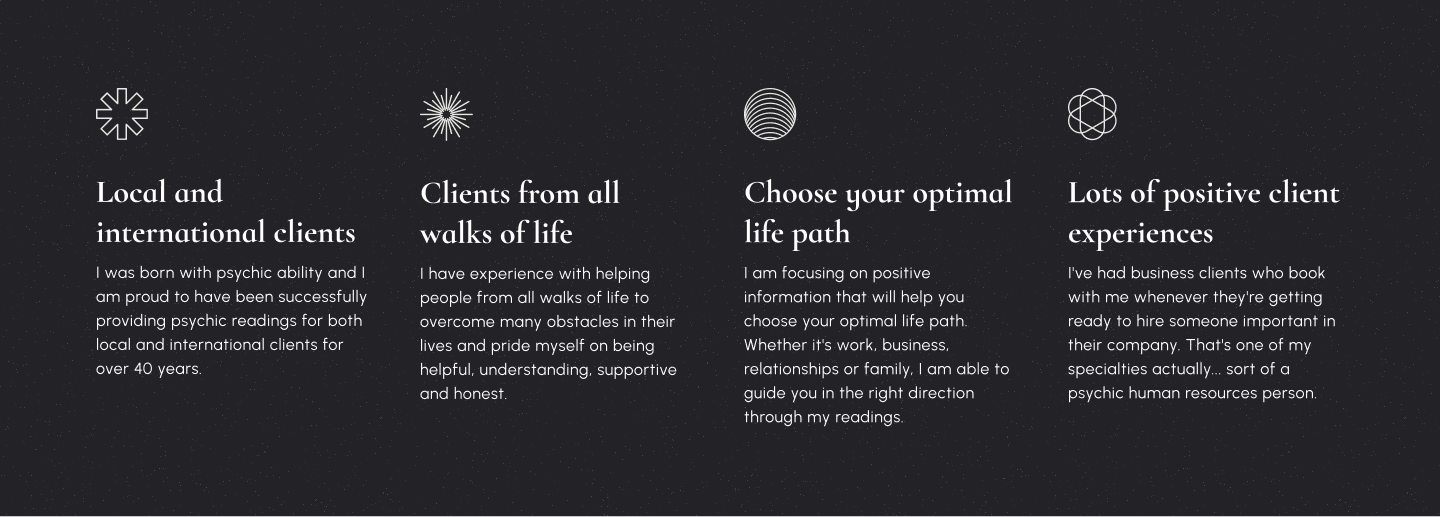 Local and
international clients
I was born with psychic ability and I
am proud to have been successfully
providing psychic readings for both
local and international clients for
over 40 years.
Clients from all
walks of life
I have experience with helping
people from all walks of life to
overcome many obstacles in their
lives and pride myself on being
helpful, understanding, supportive
and honest.
Choose your optimal
life path
I am focusing on positive
information that will help you
choose your optimal life path.
Whether it's work, business,
relationships or family, I am able to
guide you in the right direction
through my readings.
Lots of positive client
experiences
I've had business clients who book
with me whenever they're getting
ready to hire someone important in
their company. That's one of my
specialties actually... sort of a
psychic human resources person.